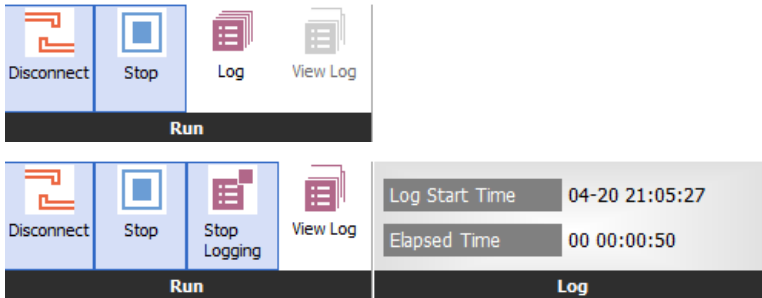 Disconnect Stop Log View Log
Run
Disconnect Stop Stop Logging View Log
Log Start Time 04-20 21:05:27
Elapsed Time 00 00:00:50
Run Log